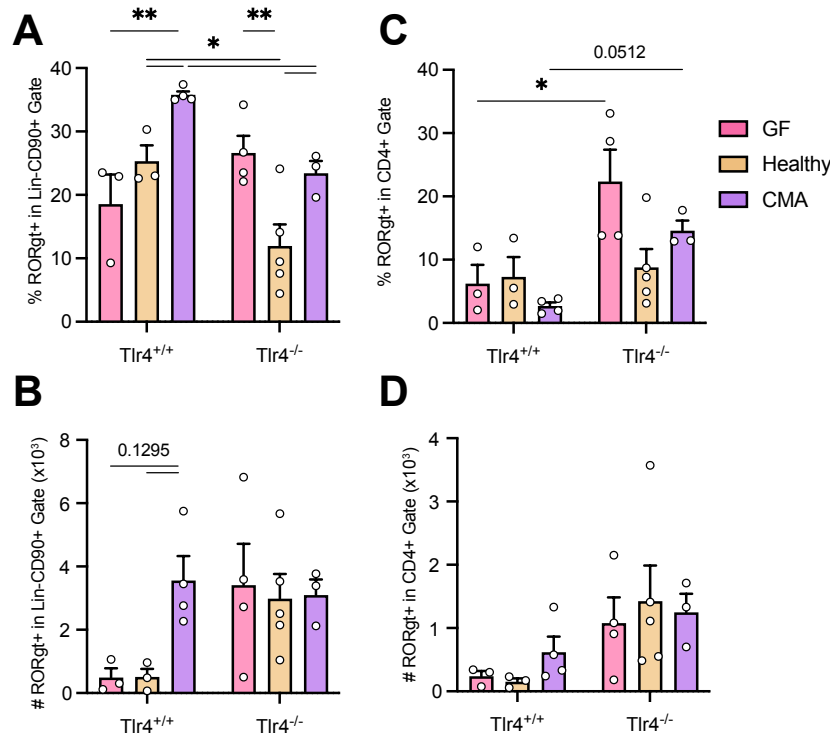 A
** **
*
% RORgt+ in Lin-CD90+ Gate
40
30
20
10
0
Tlr4+/+ Tlr4-/-
C
0.0512
*
% RORgt+ in CD4+ Gate
40
30
20
10
0
Tlr4+/+ Tlr4-/-
GF
Healthy
CMA
B
# RORgt+ in Lin-CD90+ Gate (x10³)
8
6
4
2
0
0.1295
Tlr4+/+ Tlr4-/-
D
# RORgt+ in CD4+ Gate (x10³)
4
3
2
1
0
Tlr4+/+ Tlr4-/-